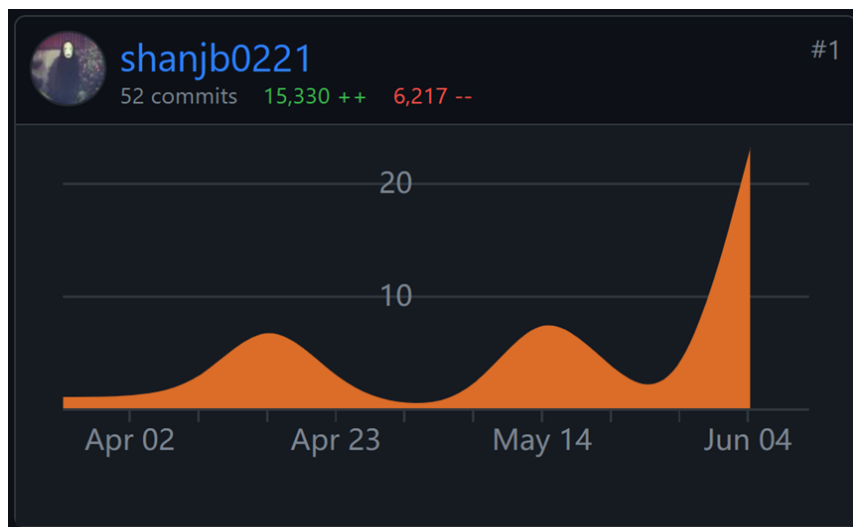 shanjb0221
#1
52 commits 15,330 ++ 6,217 --
20
10
Apr 02 Apr 23 May 14 Jun 04